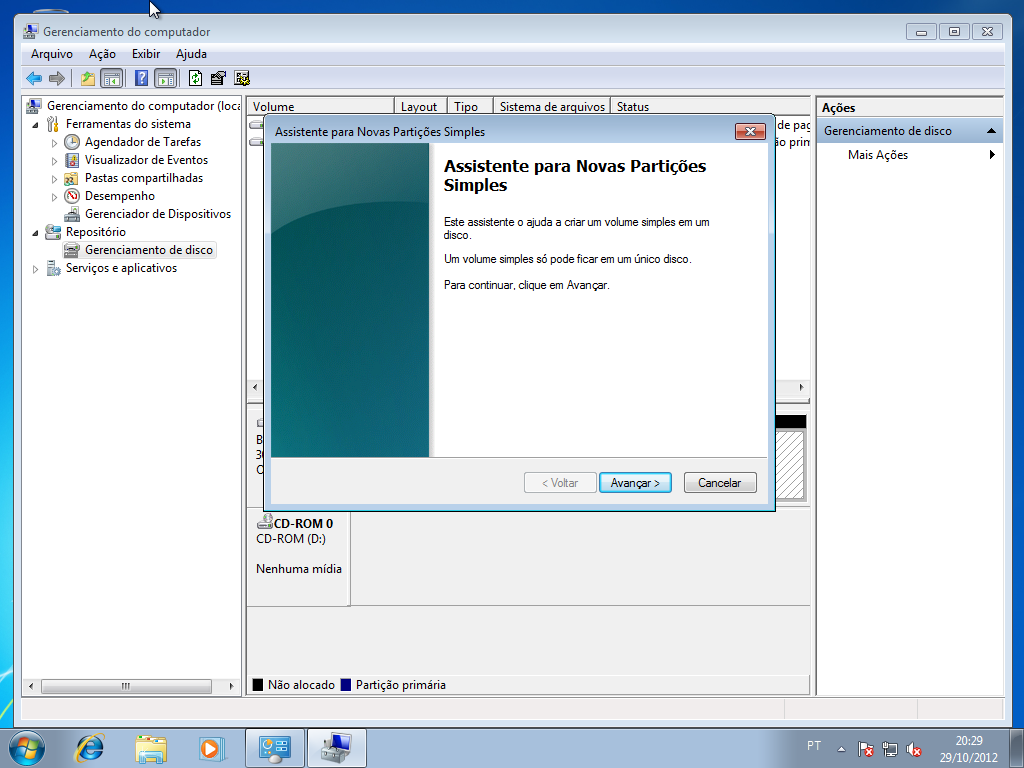 Gerenciamento do computador
Arquivo Ação Exibir Ajuda
Gerenciamento do computador (loca
Ferramentas do sistema
Agendador de Tarefas
Visualizador de Eventos
Pastas compartilhadas
Desempenho
Gerenciador de Dispositivos
Repositório
Gerenciamento de disco
Serviços e aplicativos
Volume Layout Tipo Sistema de arquivos Status
de pag
ão prim
Assistente para Novas Partições Simples
Assistente para Novas Partições
Simples
Este assistente o ajuda a criar um volume simples em um
disco.
Um volume simples só pode ficar em um único disco.
Para continuar, clique em Avançar.
< Voltar Avançar > Cancelar
CD-ROM 0
CD-ROM (D:)
Nenhuma mídia
Não alocado Partição primária
Ações
Gerenciamento de disco
Mais Ações
PT
20:29
29/10/2012